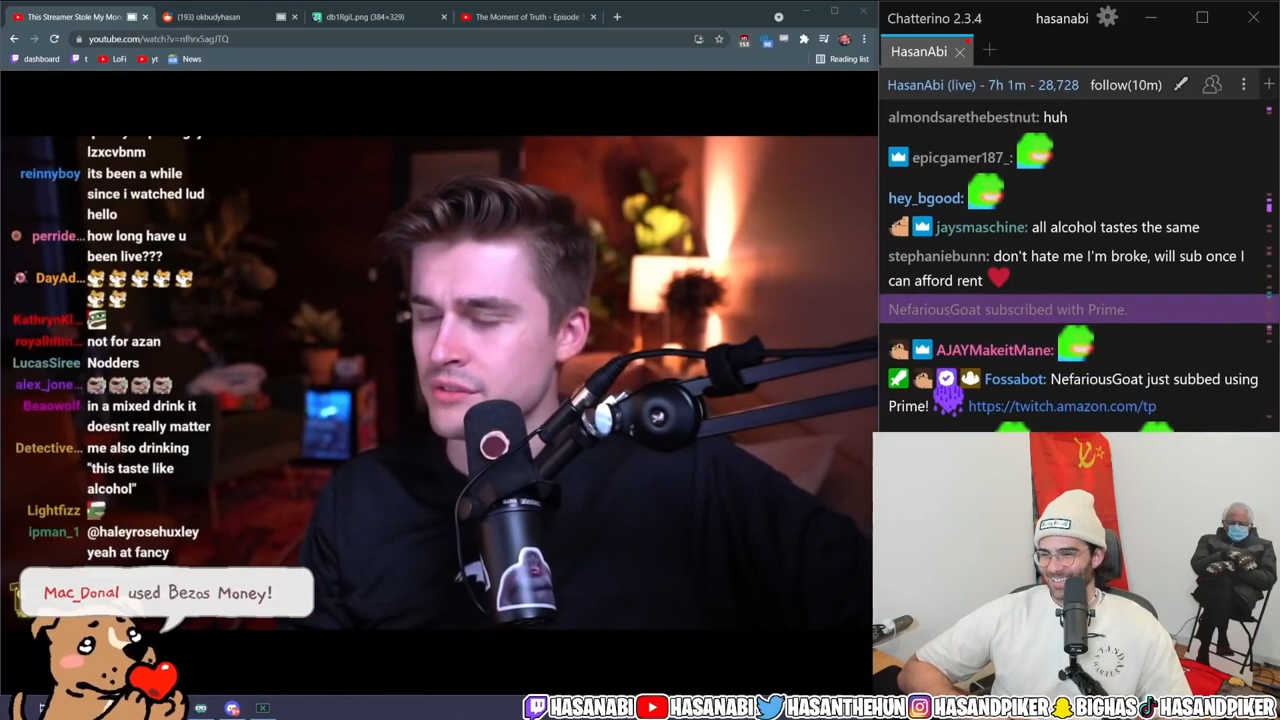 This Streamer Stole My Mon
(193) okbudyhasan
db1RgiL.png (384×329)
The Moment of Truth - Episode
youtube.com/watch?v=nfhrx5agJTQ
dashboard
t
LoFi
yt
News
Reading list
lzxcvbnm
reinnyboy its been a while
since i watched lud
hello
perride... how long have u
been live???
DayAd...
KathrynKl...
royalhitm... not for azan
LucasSiree Nodders
alex_jone...
Beaowolf in a mixed drink it
doesnt really matter
Detective... me also drinking
"this taste like
alcohol"
Lightfizz
ipman_1 @haleyrosehuxley
yeah at fancy
Mac_Donal used Bezos Money!
Chatterino 2.3.4
hasanabi
HasanAbi
HasanAbi (live) - 7h 1m - 28,728
follow(10m)
almondsarethebestnut: huh
epicgamer187_:
hey_bgood:
jaysmaschine: all alcohol tastes the same
stephaniebunn: don't hate me I'm broke, will sub once I
can afford rent
NefariousGoat subscribed with Prime.
AJAYMakeitMane:
Fossabot: NefariousGoat just subbed using
Prime! https://twitch.amazon.com/tp
HASANABI
HASANABI
HASANTHEHUN
HASANDPIKER
BIGHAS
HASANDPIKER